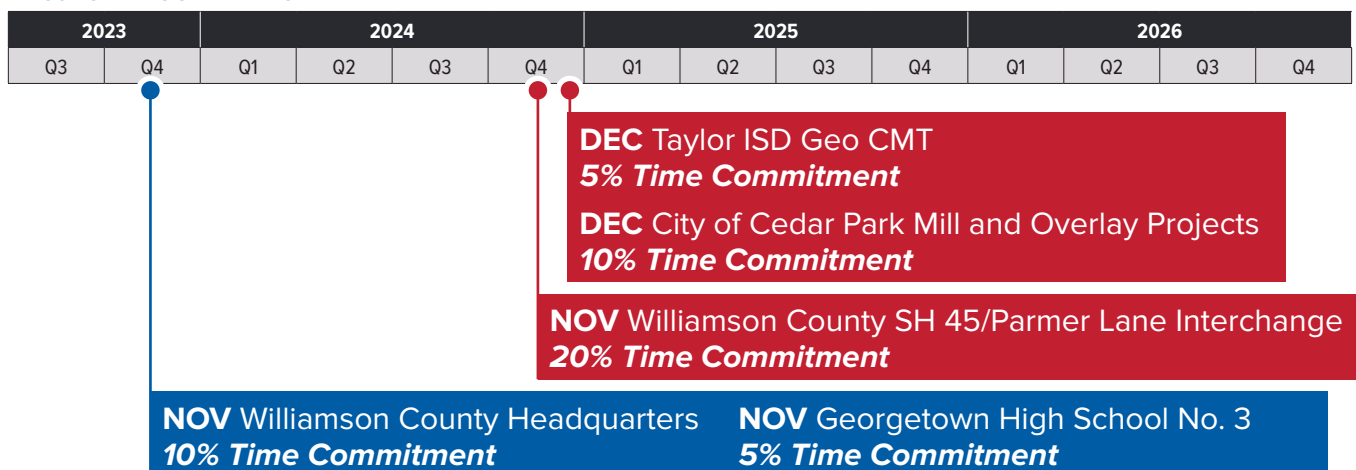 2023 2024 2025 2026
Q3 Q4 Q1 Q2 Q3 Q4 Q1 Q2 Q3 Q4 Q1 Q2 Q3 Q4
DEC Taylor ISD Geo CMT
5% Time Commitment
DEC City of Cedar Park Mill and Overlay Projects
10% Time Commitment
NOV Williamson County SH 45/Parmer Lane Interchange
20% Time Commitment
NOV Williamson County Headquarters
10% Time Commitment
NOV Georgetown High School No. 3
5% Time Commitment